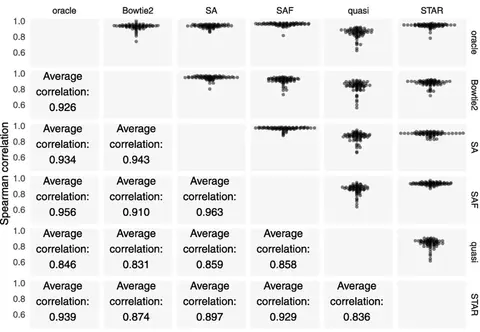 oracle Bowtie2 SA SAF quasi STAR
Spearman correlation
1.0
0.8
0.6
oracle
1.0
0.8
0.6
Average
correlation:
0.926
Bowtie2
1.0
0.8
0.6
Average Average
correlation: correlation:
0.934 0.943
SA
1.0
0.8
0.6
Average Average Average
correlation: correlation: correlation:
0.956 0.910 0.963
SAF
1.0
0.8
0.6
Average Average Average Average
correlation: correlation: correlation: correlation:
0.846 0.831 0.859 0.858
quasi
1.0
0.8
0.6
Average Average Average Average Average
correlation: correlation: correlation: correlation: correlation:
0.939 0.874 0.897 0.929 0.836
STAR